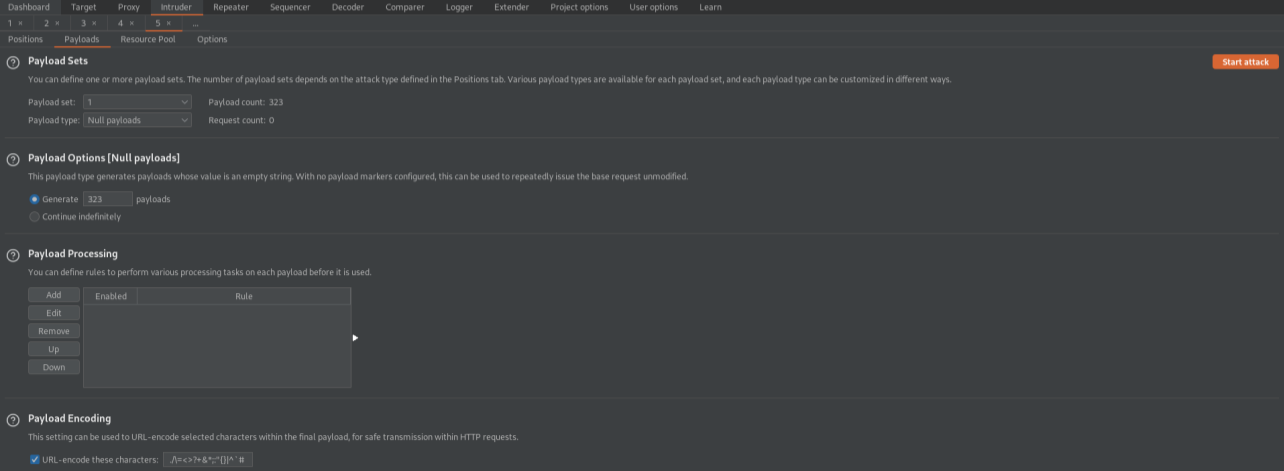 Dashboard Target Proxy Intruder Repeater Sequencer Decoder Comparer Logger Extender Project options User options Learn
1 × 2 × 3 × 4 × 5 × ...
Positions Payloads Resource Pool Options
? Payload Sets Start attack
You can define one or more payload sets. The number of payload sets depends on the attack type defined in the Positions tab. Various payload types are available for each payload set, and each payload type can be customized in different ways.
Payload set: 1 Payload count: 323
Payload type: Null payloads Request count: 0
? Payload Options [Null payloads]
This payload type generates payloads whose value is an empty string. With no payload markers configured, this can be used to repeatedly issue the base request unmodified.
Generate 323 payloads
Continue indefinitely
? Payload Processing
You can define rules to perform various processing tasks on each payload before it is used.
Add Enabled Rule
Edit
Remove
Up
Down
? Payload Encoding
This setting can be used to URL-encode selected characters within the final payload, for safe transmission within HTTP requests.
URL-encode these characters: ./\=<>?+&*;:"{}|^`#